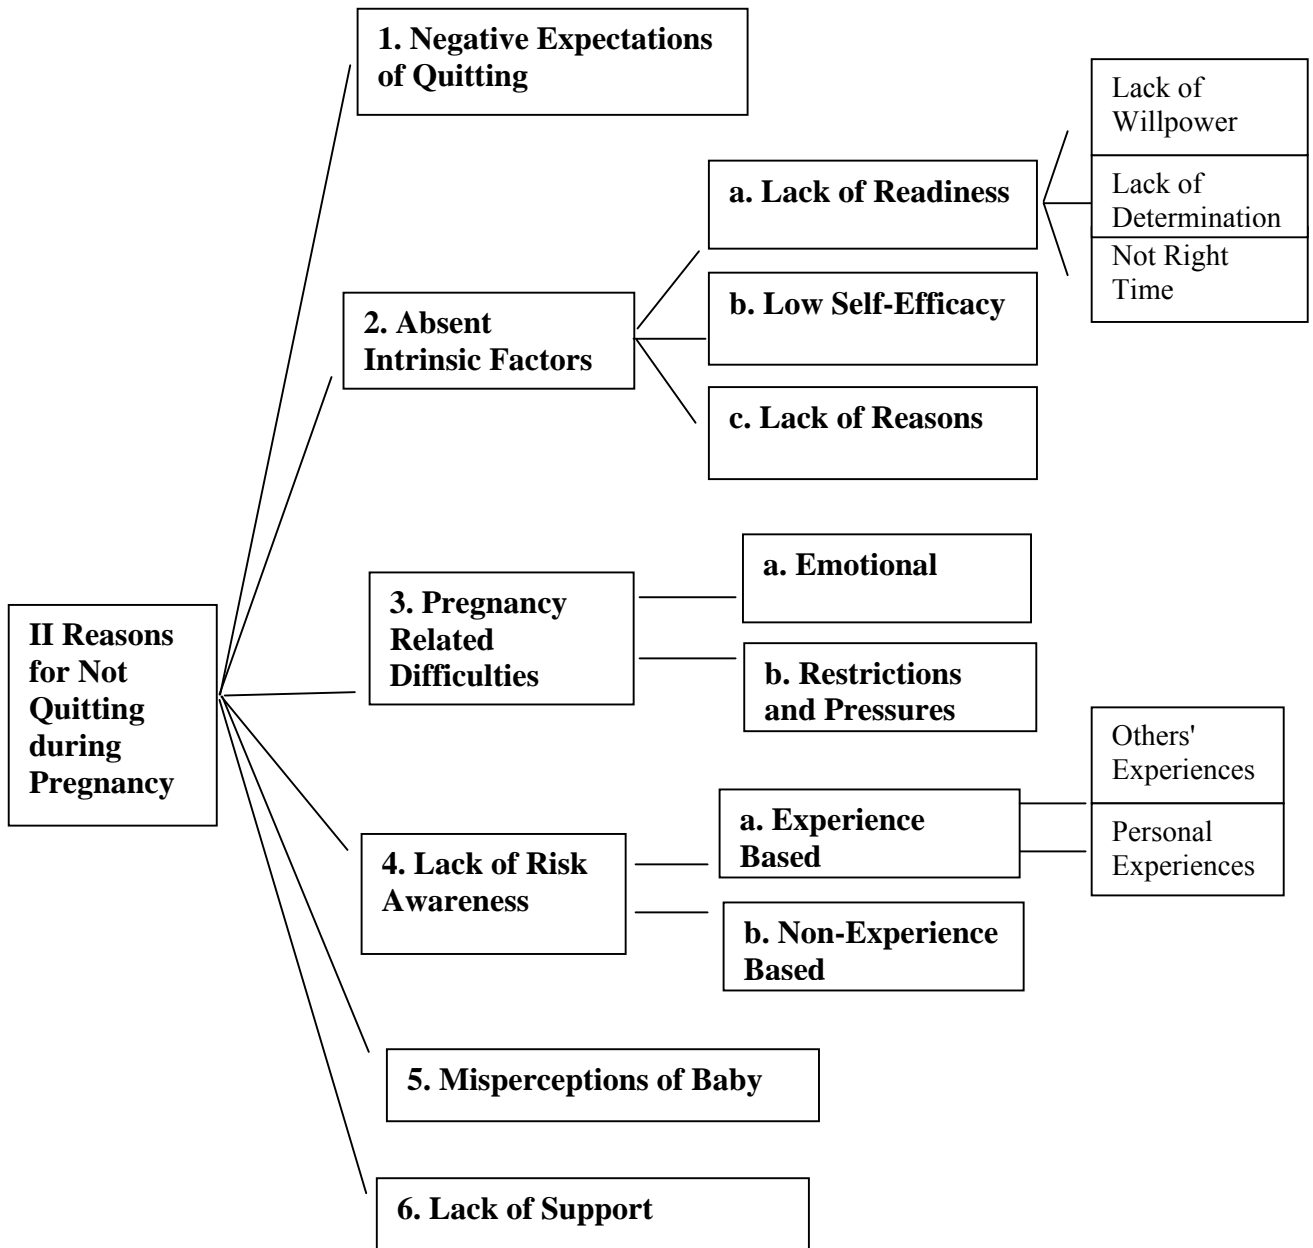 1. Negative Expectations
of Quitting
Lack of
Willpower
a. Lack of Readiness
Lack of
Determination
Not Right
Time
2. Absent
Intrinsic Factors
b. Low Self-Efficacy
c. Lack of Reasons
II Reasons
for Not
Quitting
during
Pregnancy
3. Pregnancy
Related
Difficulties
a. Emotional
b. Restrictions
and Pressures
4. Lack of Risk
Awareness
a. Experience
Based
Others'
Experiences
Personal
Experiences
b. Non-Experience
Based
5. Misperceptions of Baby
6. Lack of Support